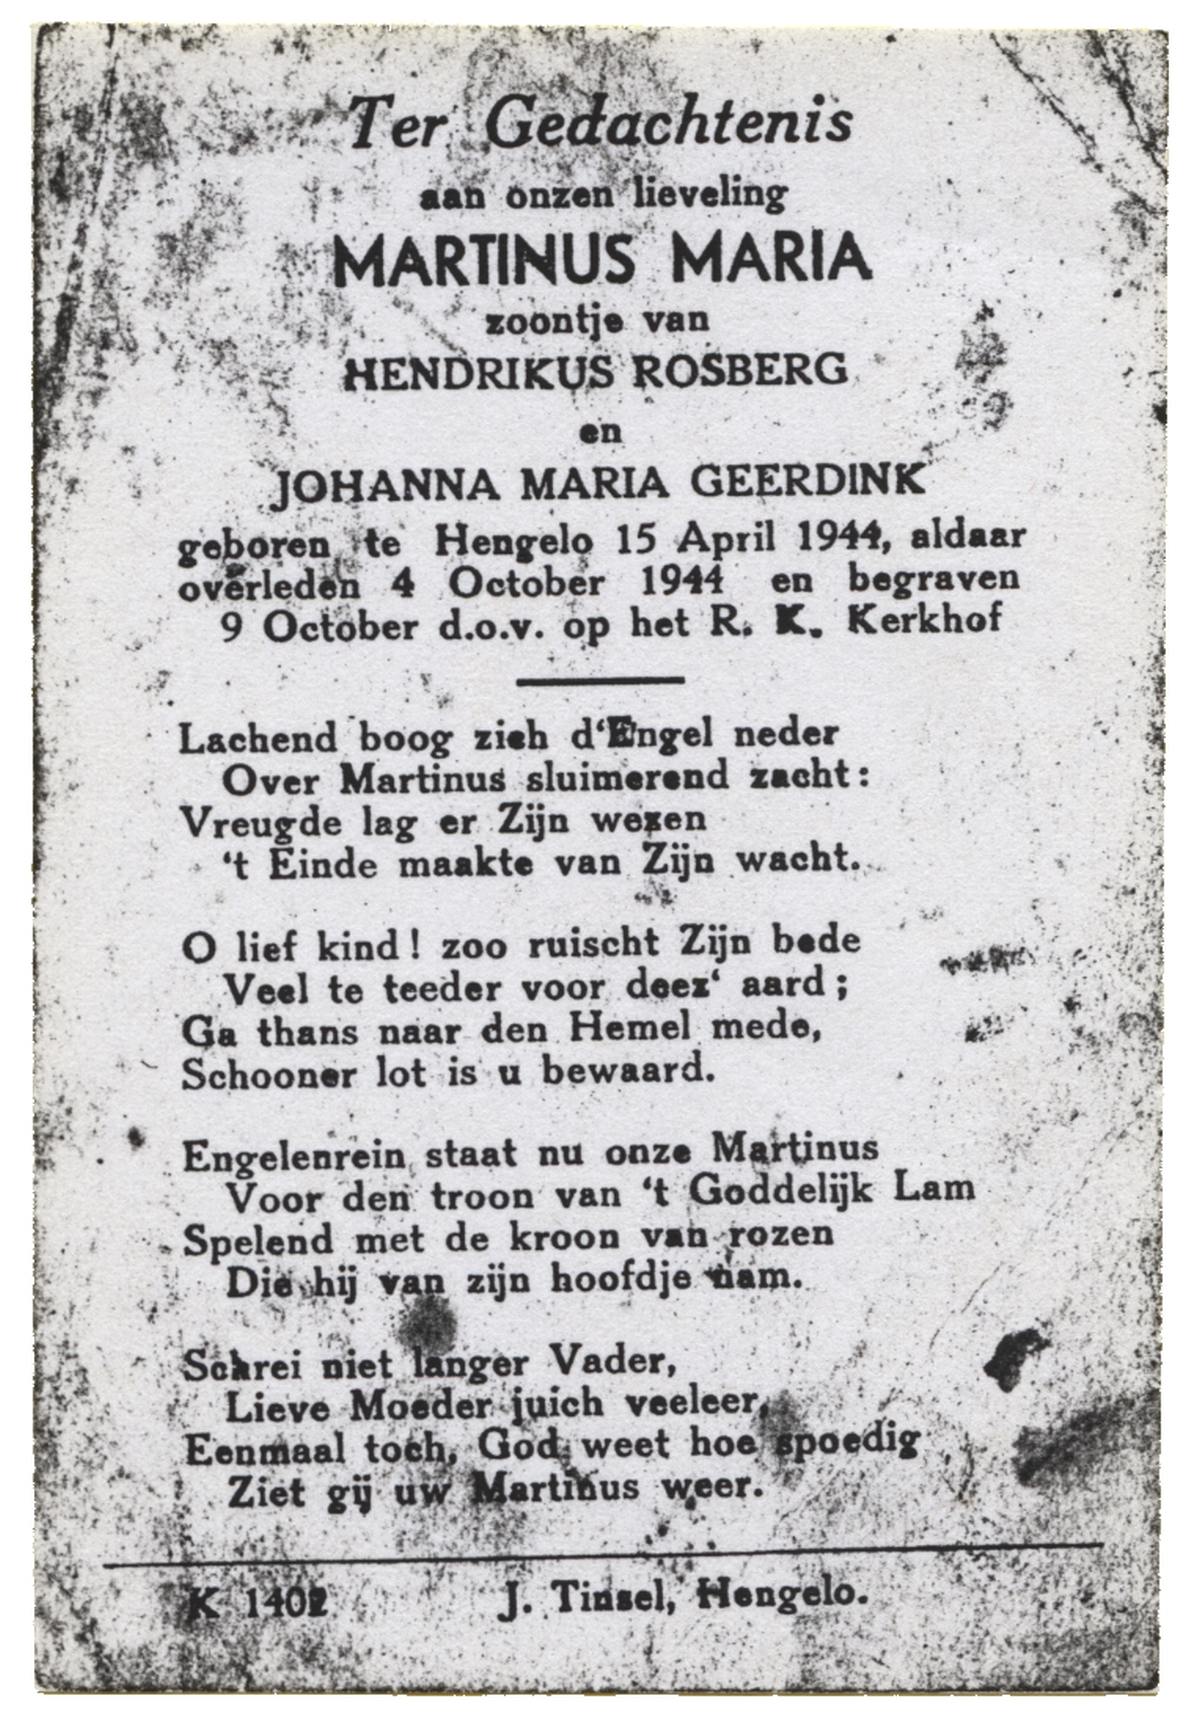 Ter Gedachtenis
aan onzen lieveling
MARTINUS MARIA
zoontje van
HENDRIKUS ROSBERG
en
JOHANNA MARIA GEERDINK
geboren te Hengelo 15 April 1944, aldaar
overleden 4 October 1944 en begraven
9 October d.o.v. op het R. K. Kerkhof
Lachend boog zich d‘Engel neder
Over Martinus sluimerend zacht:
Vreugde lag er Zijn wezen
‘t Einde maakte van Zijn wacht.
O lief kind! zoo ruischt Zijn bede
Veel te teeder voor deez‘ aard;
Ga thans naar den Hemel mede,
Schooner lot is u bewaard.
Engelenrein staat nu onze Martinus
Voor den troon van ‘t Goddelijk Lam
Spelend met de kroon van rozen
Die hij van zijn hoofdje nam.
Schrei niet langer Vader,
Lieve Moeder juich veeleer,
Eenmaal toch, God weet hoe spoedig
Ziet gij uw Martinus weer.
K 1402 J. Tinsel, Hengelo.